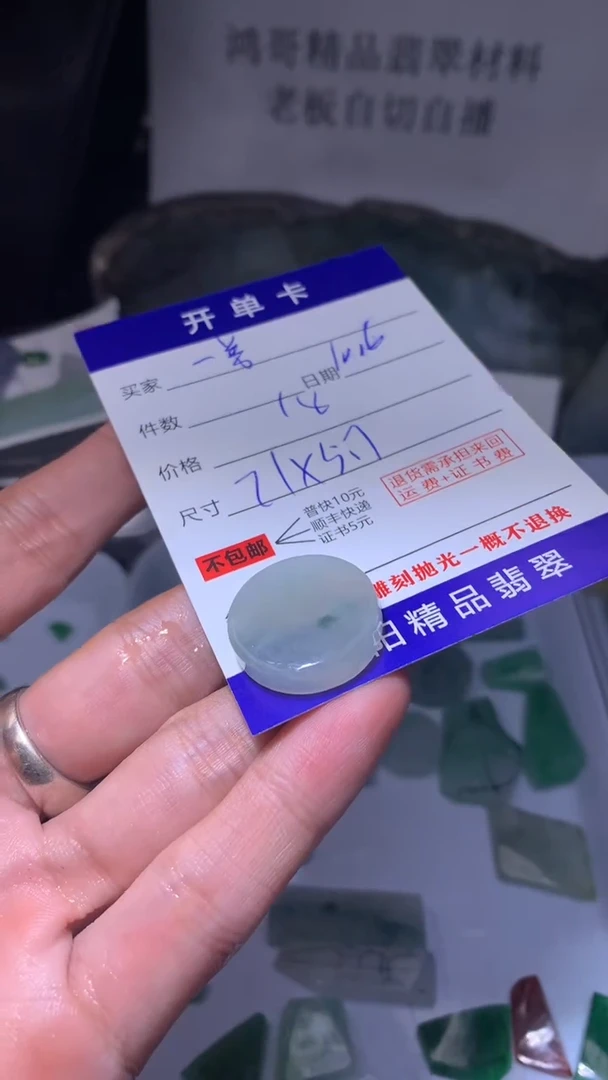 鸿哥精品翡翠材料
老板自切自播
开单卡
买家 一善 日期 10.16
件数 18
价格
尺寸 21X5.7
退货需承担来回
运费+证书费
不包邮
普快10元
顺丰快递
证书5元
雕刻抛光一概不退换
阳精品翡翠